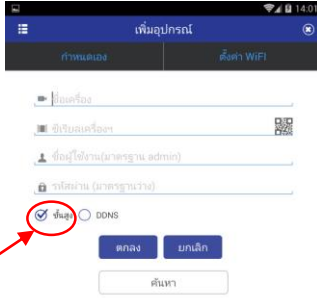 14:01
เพิ่มอุปกรณ์
กำหนดเอง ตั้งค่า WiFI
ชื่อเครื่อง
ซีเรียลเครื่องฯ
ชื่อผู้ใช้งาน(มาตรฐาน admin)
รหัสผ่าน (มาตรฐานว่าง)
ขั้นสูง DDNS
ตกลง ยกเลิก
ค้นหา